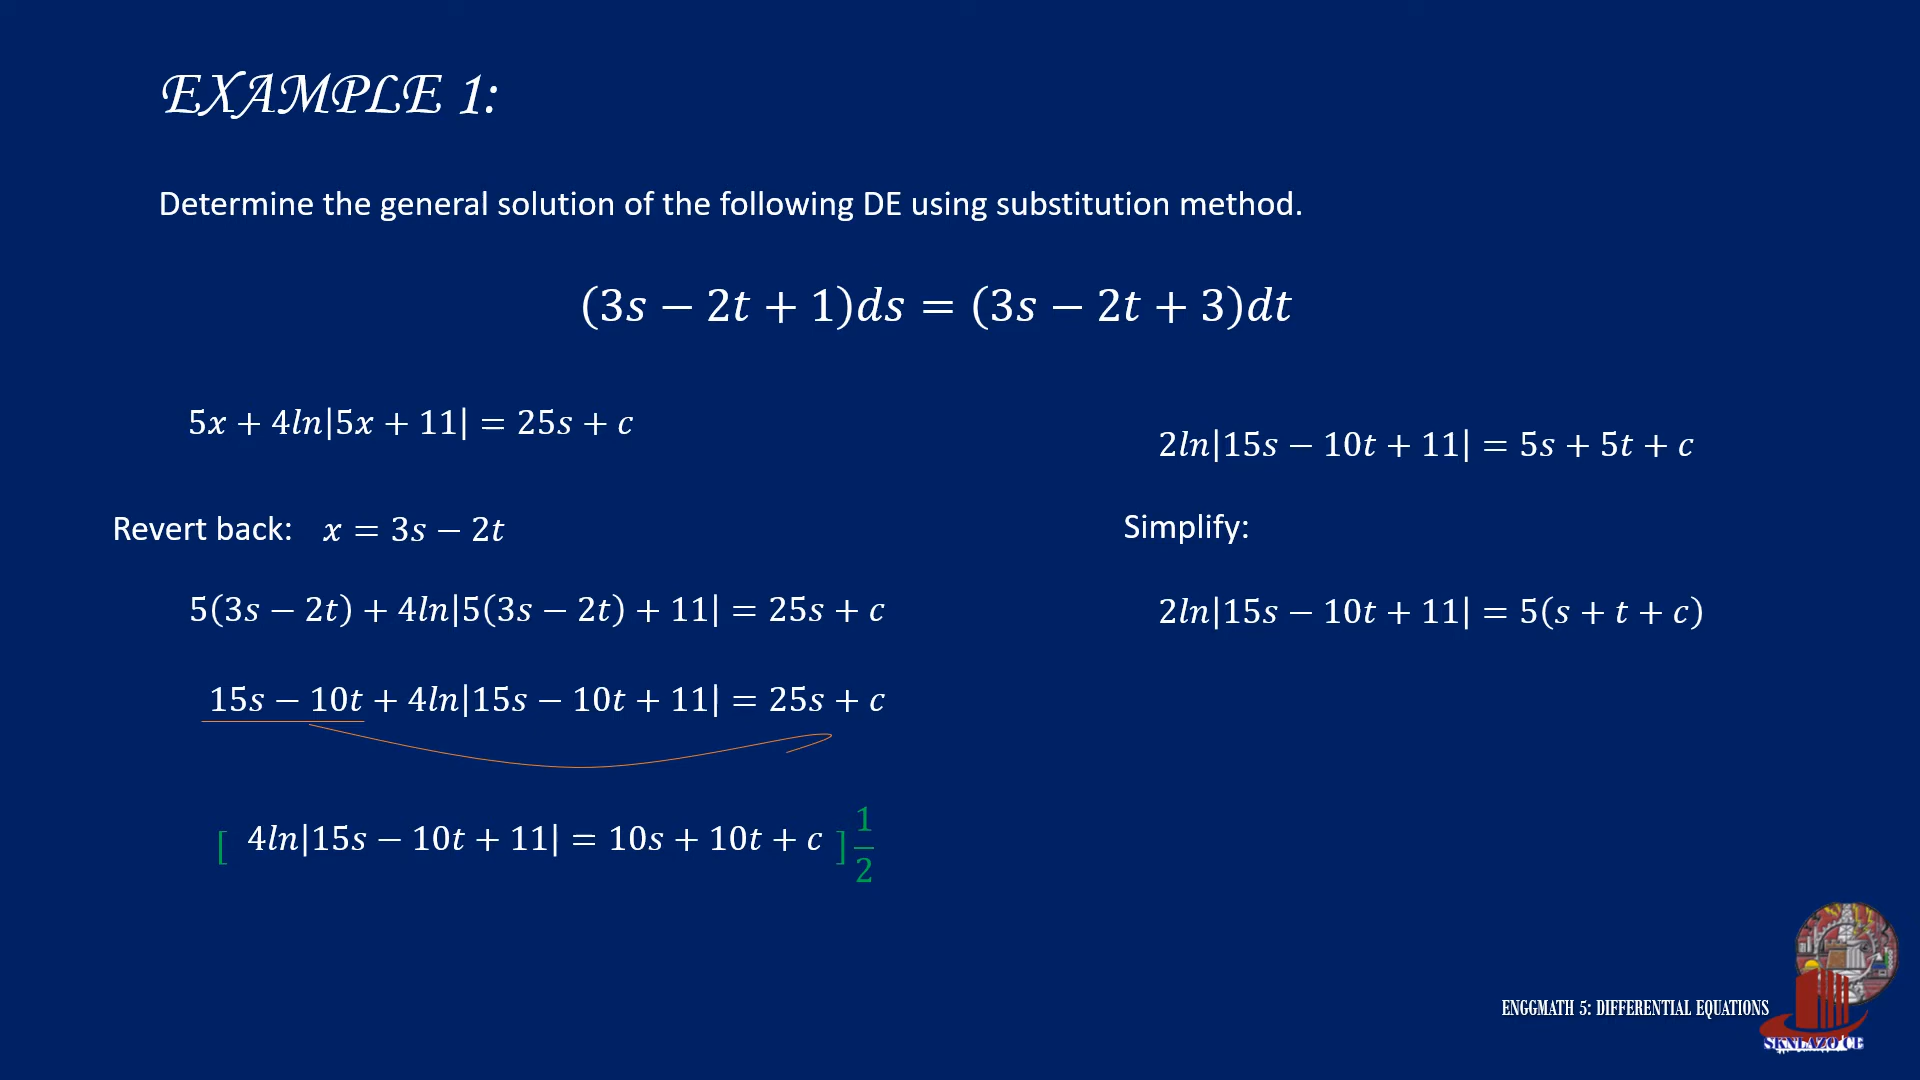 EXAMPLE 1:
Determine the general solution of the following DE using substitution method.
(3s − 2t + 1)ds = (3s − 2t + 3)dt
5x + 4ln|5x + 11| = 25s + c
Revert back: x = 3s − 2t
5(3s − 2t) + 4ln|5(3s − 2t) + 11| = 25s + c
15s − 10t + 4ln|15s − 10t + 11| = 25s + c
[ 4ln|15s − 10t + 11| = 10s + 10t + c ] 1/2
2ln|15s − 10t + 11| = 5s + 5t + c
Simplify:
2ln|15s − 10t + 11| = 5(s + t + c)
ENGGMATH 5: DIFFERENTIAL EQUATIONS
SKNLAZO CE